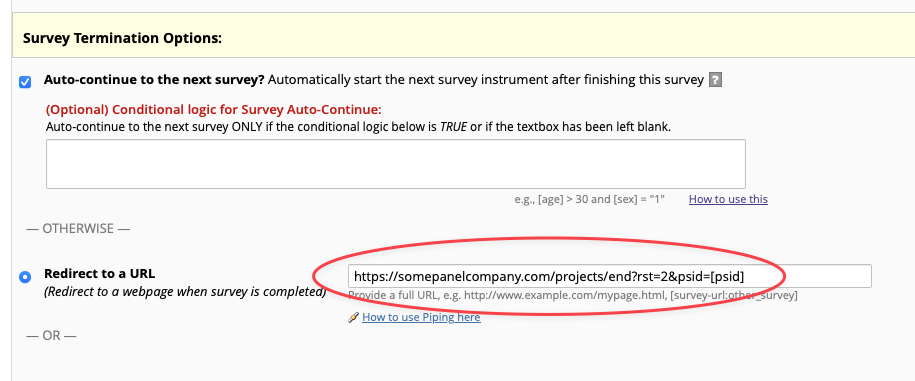 Survey Termination Options:
Auto-continue to the next survey? Automatically start the next survey instrument after finishing this survey ?
(Optional) Conditional logic for Survey Auto-Continue:
Auto-continue to the next survey ONLY if the conditional logic below is TRUE or if the textbox has been left blank.
e.g., [age] > 30 and [sex] = "1" How to use this
— OTHERWISE —
Redirect to a URL
(Redirect to a webpage when survey is completed)
https://somepanelcompany.com/projects/end?rst=2&psid=[psid]
Provide a full URL, e.g. http://www.example.com/mypage.html, [survey-url:other_survey]
How to use Piping here
— OR —